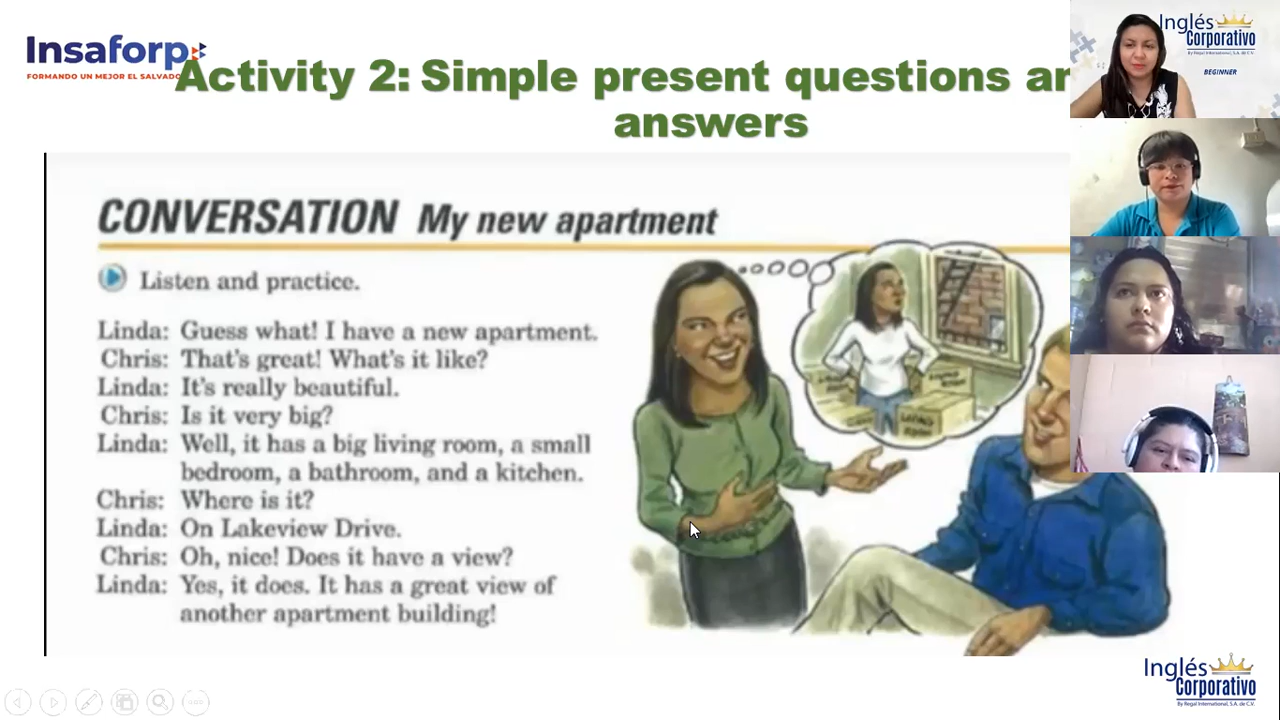 Insaforp
FORMANDO UN MEJOR EL SALVADOR
Activity 2: Simple present questions
answers
CONVERSATION My new apartment
Listen and practice.
Linda: Guess what! I have a new apartment.
Chris: That's great! What's it like?
Linda: It's really beautiful.
Chris: Is it very big?
Linda: Well, it has a big living room, a small
bedroom, a bathroom, and a kitchen.
Chris: Where is it?
Linda: On Lakeview Drive.
Chris: Oh, nice! Does it have a view?
Linda: Yes, it does. It has a great view of
another apartment building!
Inglés
Corporativo
By Regal International, S.A. de C.V.
BEGINNER
Inglés
Corporativo
By Regal International, S.A. de C.V.